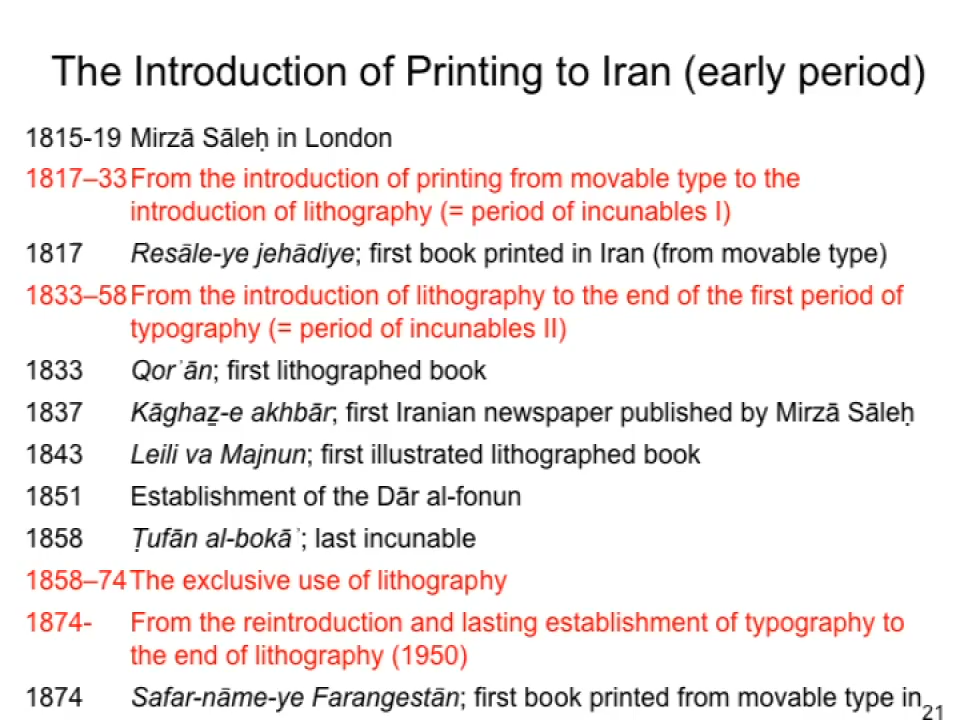 The Introduction of Printing to Iran (early period)
1815-19 Mirzā Sāleḥ in London
1817–33 From the introduction of printing from movable type to the
introduction of lithography (= period of incunables I)
1817 Resāle-ye jehādiye; first book printed in Iran (from movable type)
1833–58 From the introduction of lithography to the end of the first period of
typography (= period of incunables II)
1833 Qorʾān; first lithographed book
1837 Kāghaẕ-e akhbār; first Iranian newspaper published by Mirzā Sāleḥ
1843 Leili va Majnun; first illustrated lithographed book
1851 Establishment of the Dār al-fonun
1858 Ṭufān al-bokāʾ; last incunable
1858–74 The exclusive use of lithography
1874- From the reintroduction and lasting establishment of typography to
the end of lithography (1950)
1874 Safar-nāme-ye Farangestān; first book printed from movable type in
21